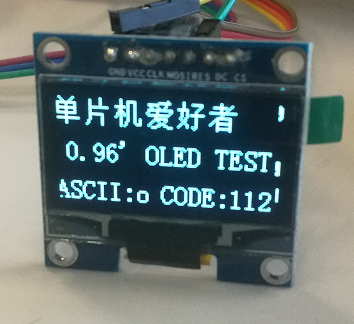 GND VCC CLK MOSI RES DC CS
单片机爱好者
0.96' OLED TEST
ASCII:o CODE:112